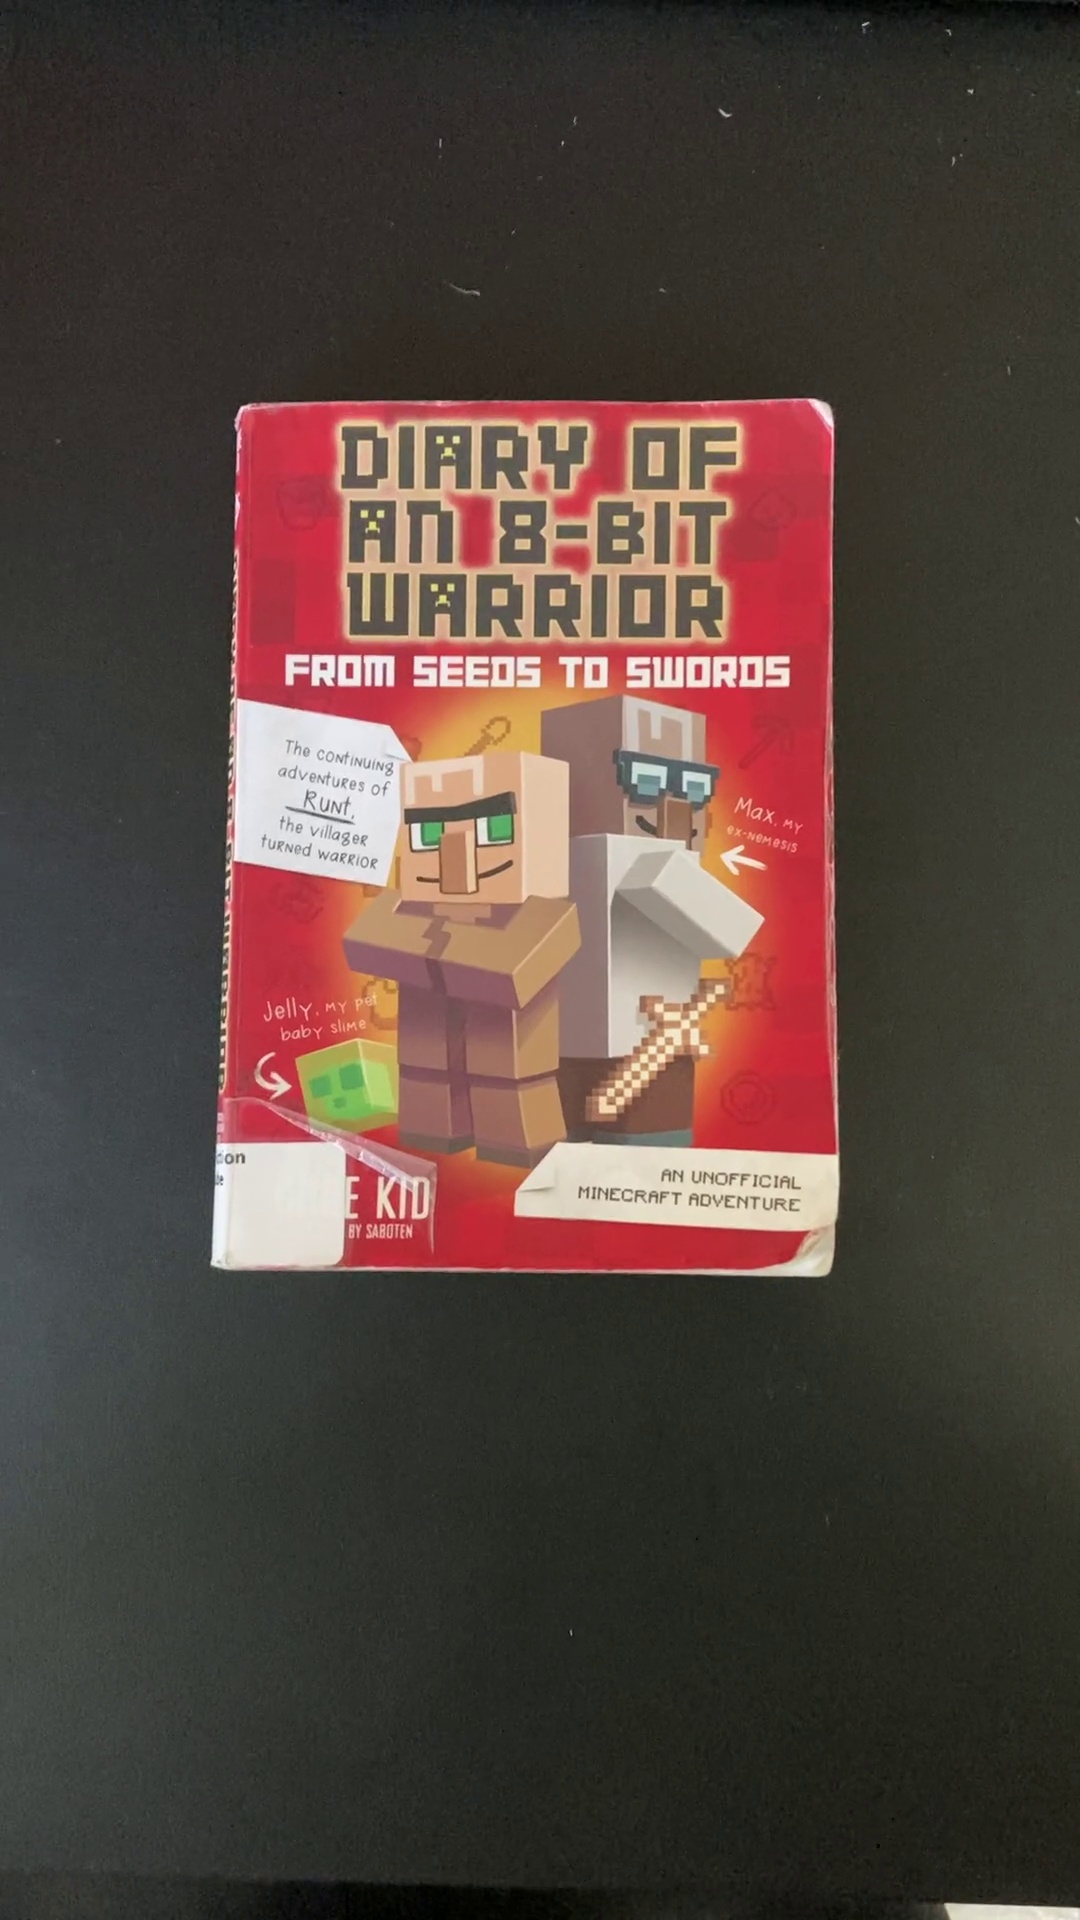 DIARY OF
AN 8-BIT
WARRIOR
FROM SEEDS TO SWORDS
The continuing
adventures of
Runt,
the villager
turned warrior
Max, my
ex-nemesis
Jelly, my pet
baby slime
KID
BY SABOTEN
AN UNOFFICIAL
MINECRAFT ADVENTURE